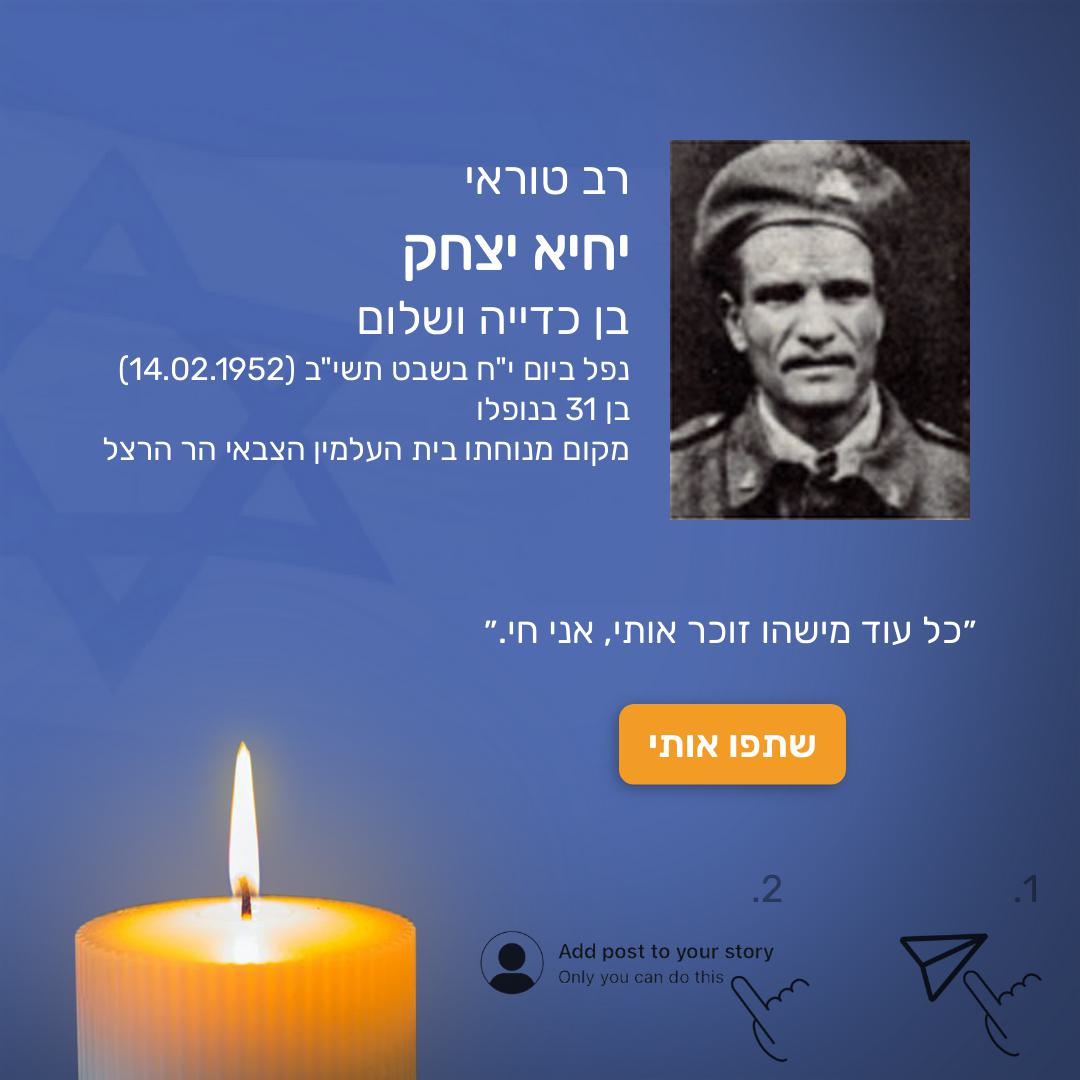 רב טוראי
יחיא יצחק
בן כדייה ושלום
נפל ביום י"ח בשבט תשי"ב (14.02.1952)
בן 31 בנופלו
מקום מנוחתו בית העלמין הצבאי הר הרצל
״כל עוד מישהו זוכר אותי, אני חי.״
שתפו אותי
1.
2.
Add post to your story
Only you can do this